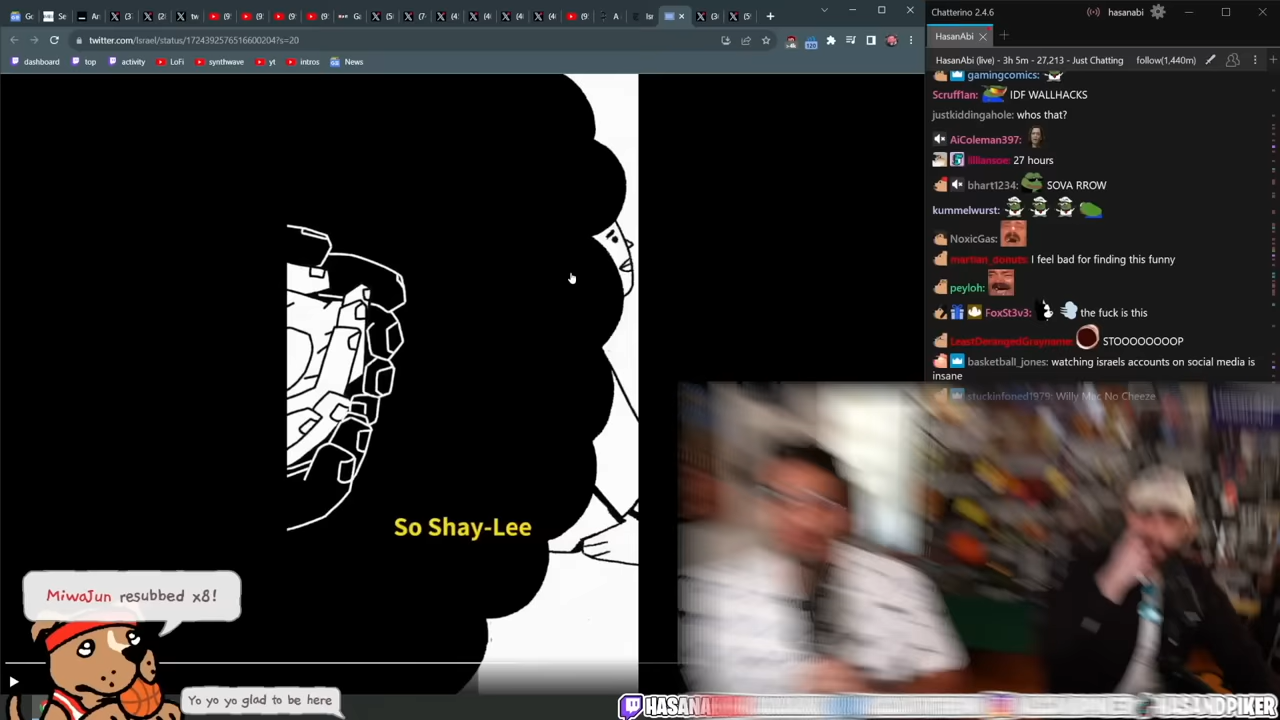 Chatterino 2.4.6
hasanabi
twitter.com/Israel/status/1724392576516600204?s=20
HasanAbi
dashboard top activity LoFi synthwave yt intros News
HasanAbi (live) - 3h 5m - 27,213 - Just Chatting follow(1,440m)
gamingcomics:
Scruff1an: IDF WALLHACKS
justkiddingahole: whos that?
AiColeman397:
lilliansoe: 27 hours
bhart1234: SOVA RROW
kummelwurst:
NoxicGas:
martian_donuts: I feel bad for finding this funny
peyloh:
FoxSt3v3: the fuck is this
LeastDerangedGrayname: STOOOOOOOP
basketball_jones: watching israels accounts on social media is
insane
stuckinfoned1979: Willy Mac No Cheeze
So Shay-Lee
MiwaJun resubbed x8!
Yo yo yo glad to be here